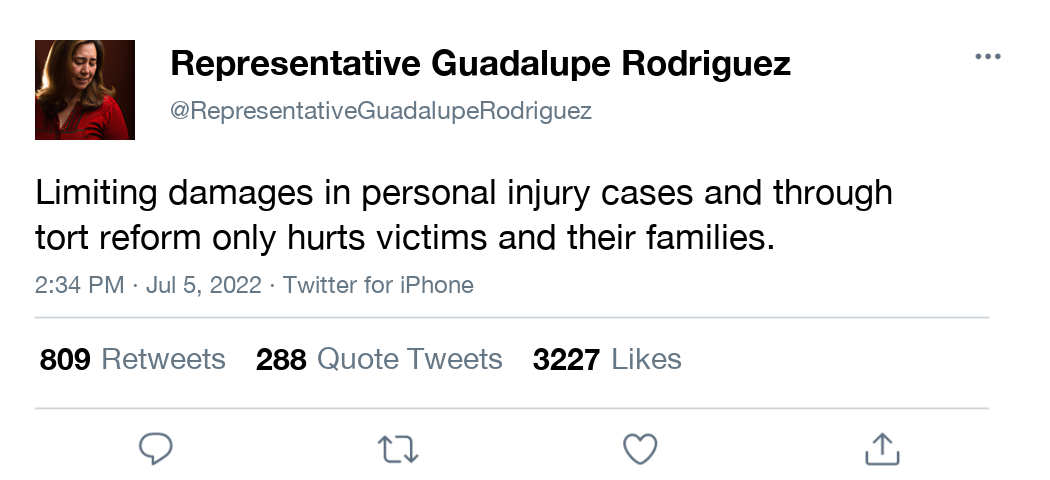 Representative Guadalupe Rodriguez
@RepresentativeGuadalupeRodriguez
Limiting damages in personal injury cases and through
tort reform only hurts victims and their families.
2:34 PM · Jul 5, 2022 · Twitter for iPhone
809 Retweets 288 Quote Tweets 3227 Likes